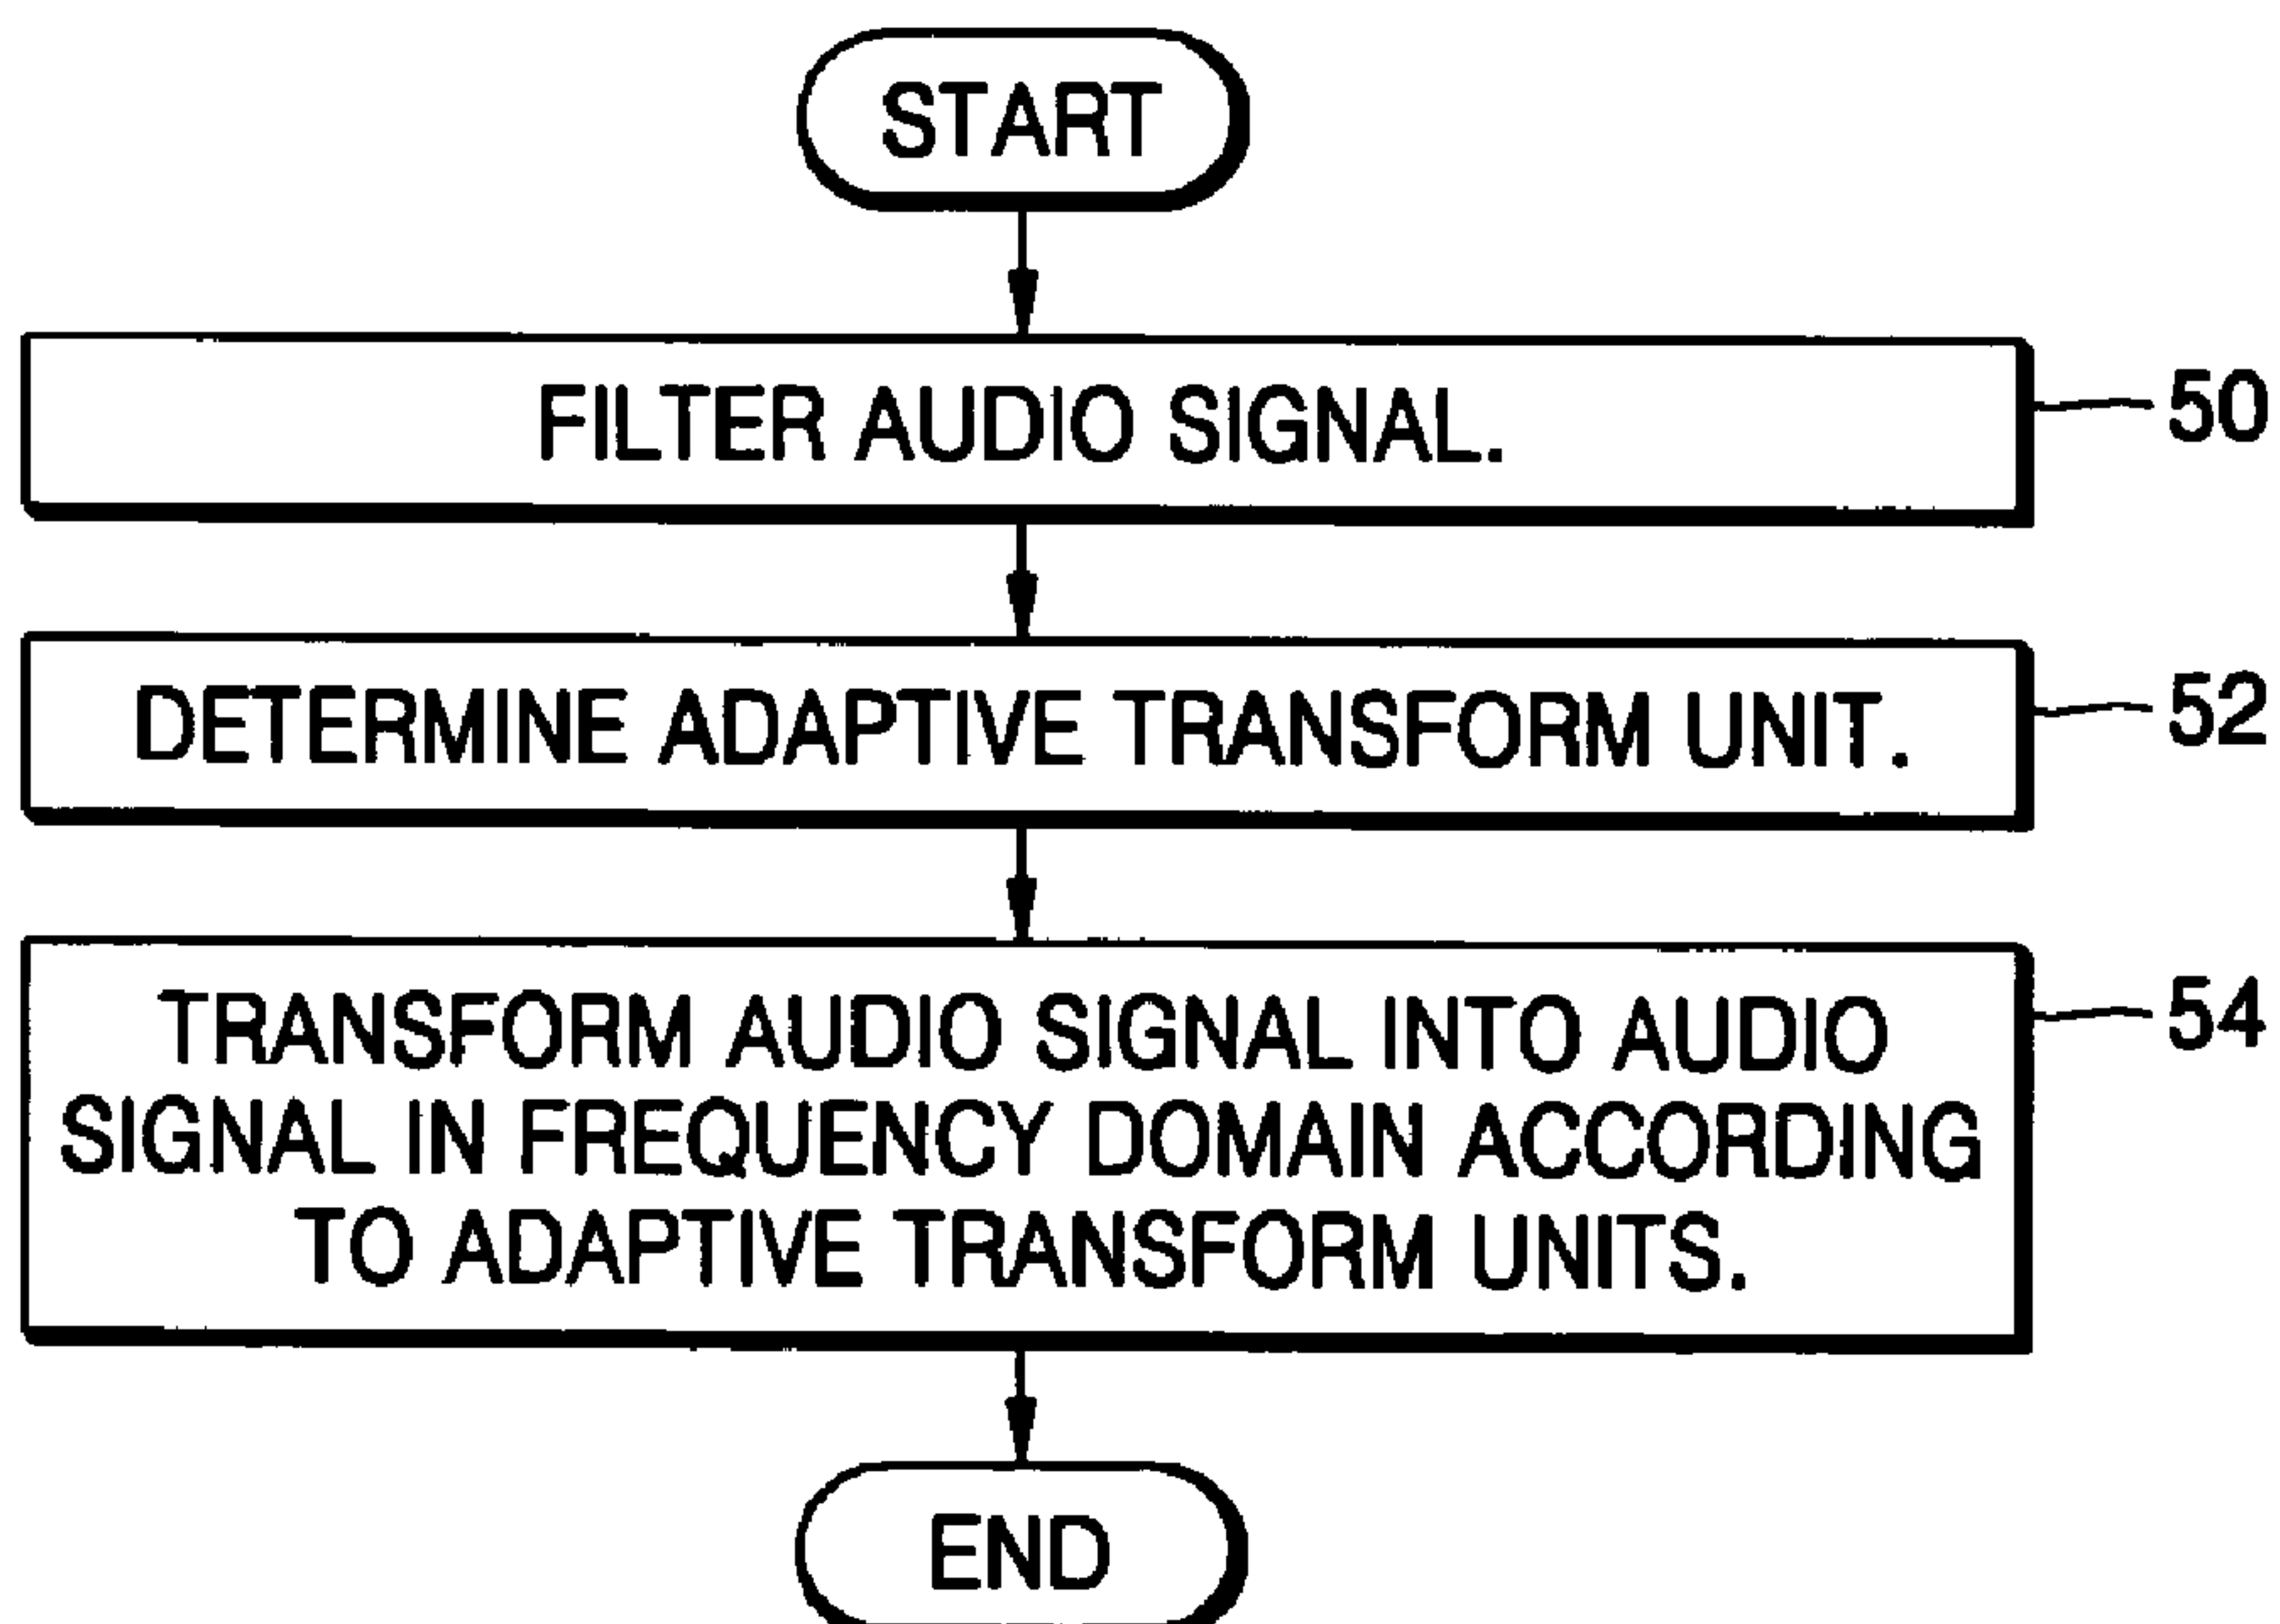 START
FILTER AUDIO SIGNAL.
50
DETERMINE ADAPTIVE TRANSFORM UNIT.
52
TRANSFORM AUDIO SIGNAL INTO AUDIO
SIGNAL IN FREQUENCY DOMAIN ACCORDING
TO ADAPTIVE TRANSFORM UNITS.
54
END